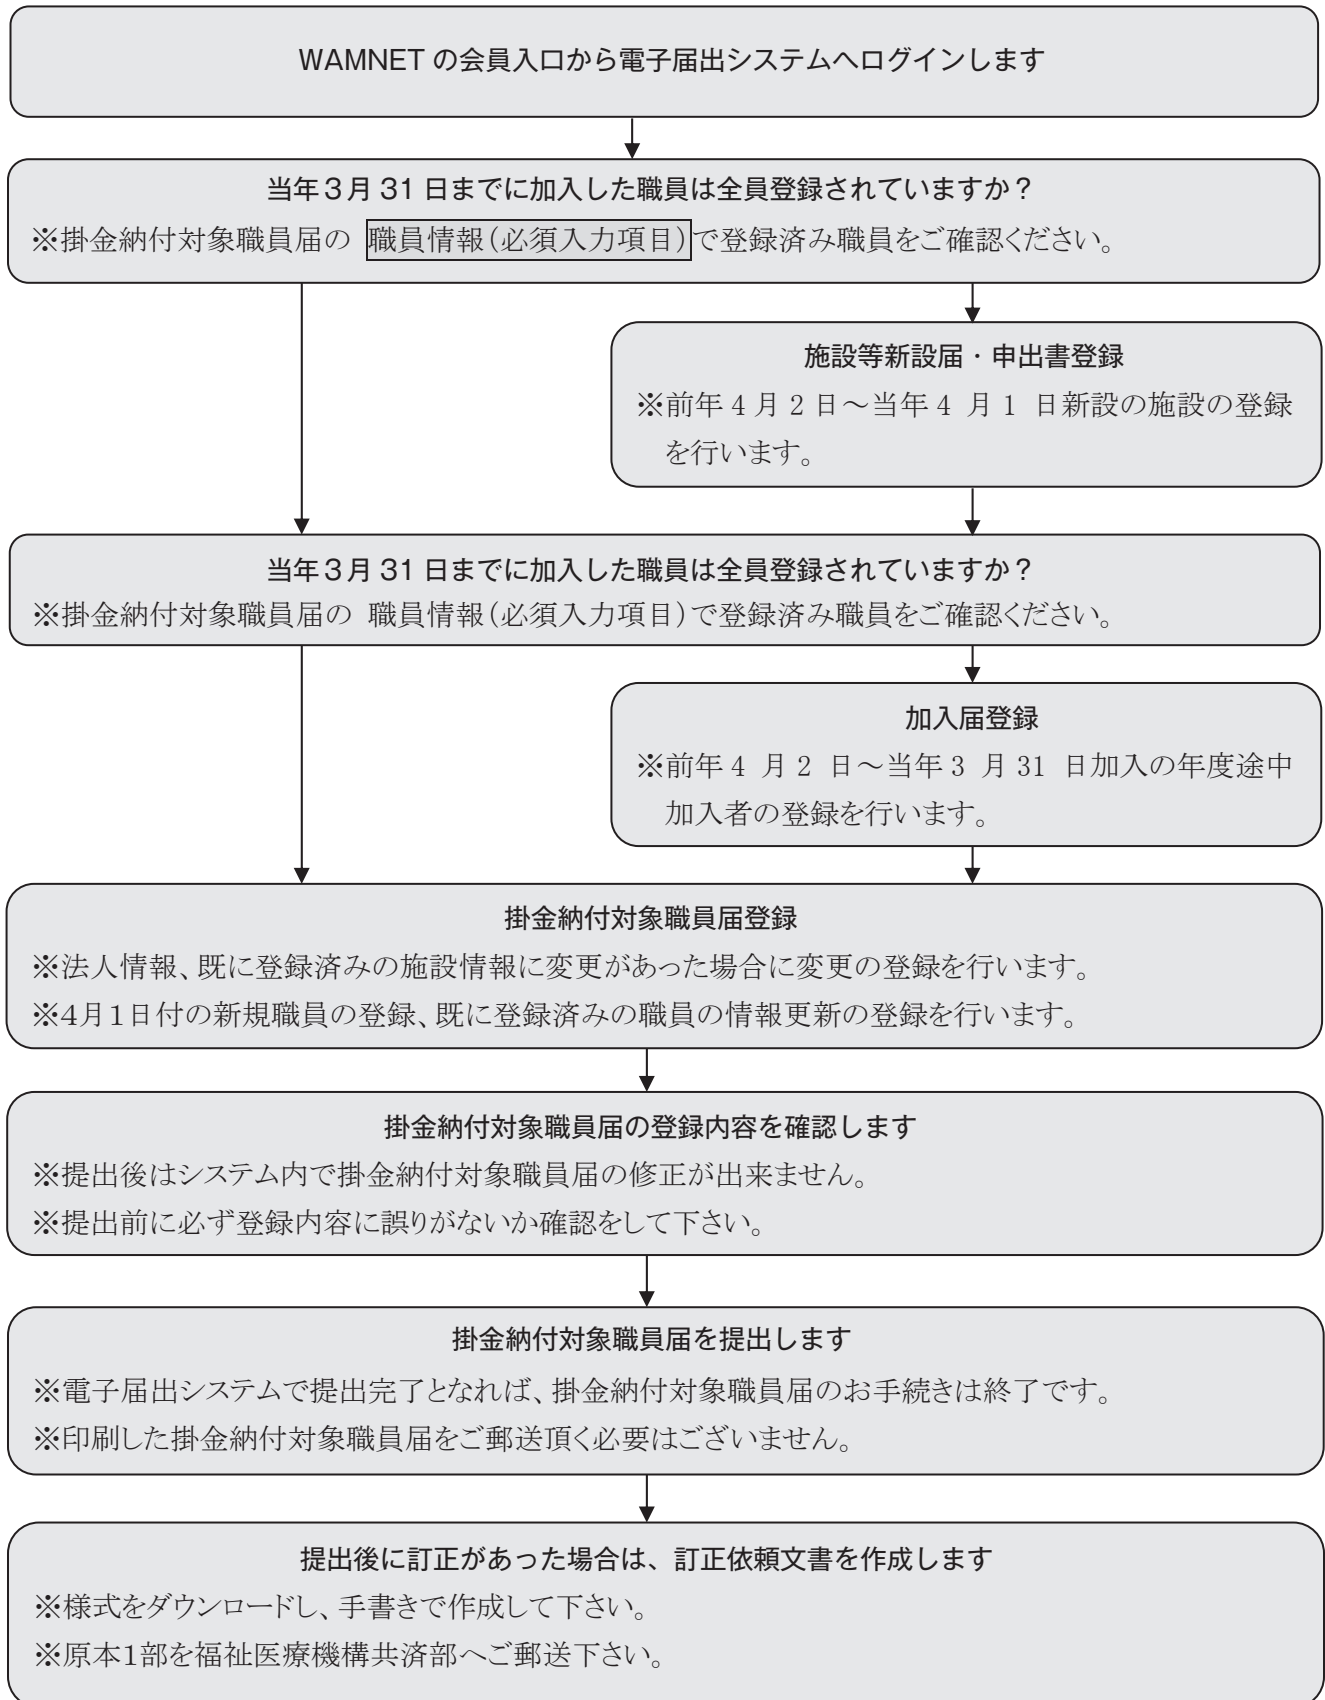 WAMNET の会員入口から電子届出システムへログインします
当年３月 31 日までに加入した職員は全員登録されていますか？
※掛金納付対象職員届の 職員情報（必須入力項目）で登録済み職員をご確認ください。
施設等新設届・申出書登録
※前年 4 月 2 日～当年 4 月 1 日新設の施設の登録
を行います。
当年３月 31 日までに加入した職員は全員登録されていますか？
※掛金納付対象職員届の 職員情報（必須入力項目）で登録済み職員をご確認ください。
加入届登録
※前年 4 月 2 日～当年 3 月 31 日加入の年度途中
加入者の登録を行います。
掛金納付対象職員届登録
※法人情報、既に登録済みの施設情報に変更があった場合に変更の登録を行います。
※4月1日付の新規職員の登録、既に登録済みの職員の情報更新の登録を行います。
掛金納付対象職員届の登録内容を確認します
※提出後はシステム内で掛金納付対象職員届の修正が出来ません。
※提出前に必ず登録内容に誤りがないか確認をして下さい。
掛金納付対象職員届を提出します
※電子届出システムで提出完了となれば、掛金納付対象職員届のお手続きは終了です。
※印刷した掛金納付対象職員届をご郵送頂く必要はございません。
提出後に訂正があった場合は、訂正依頼文書を作成します
※様式をダウンロードし、手書きで作成して下さい。
※原本1部を福祉医療機構共済部へご郵送下さい。